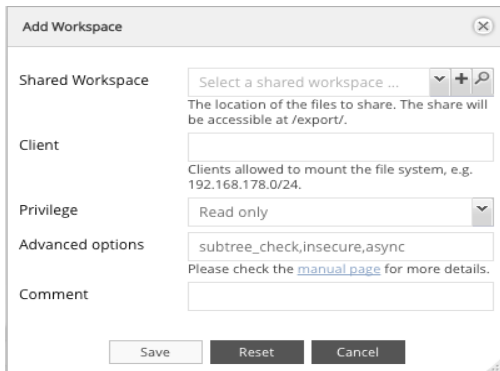 Add Workspace
Shared Workspace
Select a shared workspace ...
The location of the files to share. The share will
be accessible at /export/.
Client
Clients allowed to mount the file system, e.g.
192.168.178.0/24.
Privilege
Read only
Advanced options
subtree_check,insecure,async
Please check the manual page for more details.
Comment
Save
Reset
Cancel